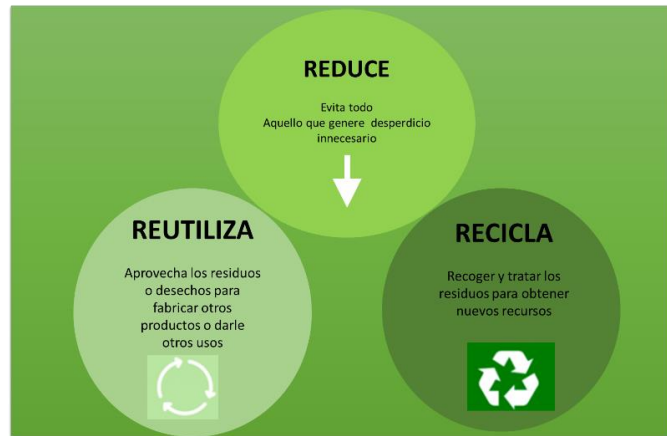 REDUCE
Evita todo
Aquello que genere desperdicio
innecesario
REUTILIZA
Aprovecha los residuos
o desechos para
fabricar otros
productos o darle
otros usos
RECICLA
Recoger y tratar los
residuos para obtener
nuevos recursos